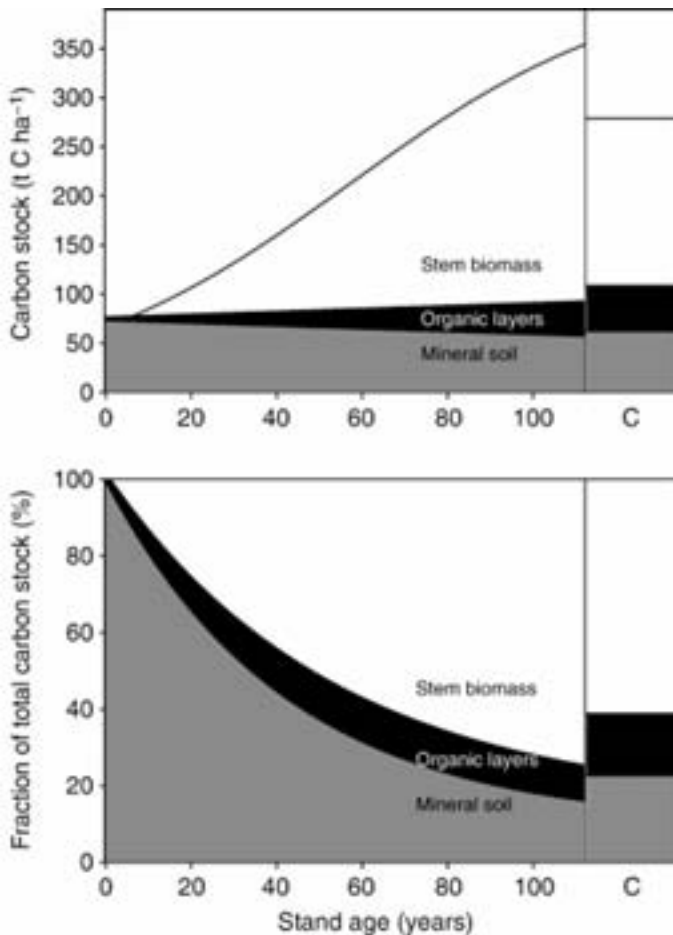 Carbon stock (t C ha⁻¹)
350
300
250
200
150
100
50
0
Stem biomass
Organic layers
Mineral soil
0 20 40 60 80 100 C
Fraction of total carbon stock (%)
100
80
60
40
20
0
Stem biomass
Organic layers
Mineral soil
0 20 40 60 80 100 C
Stand age (years)